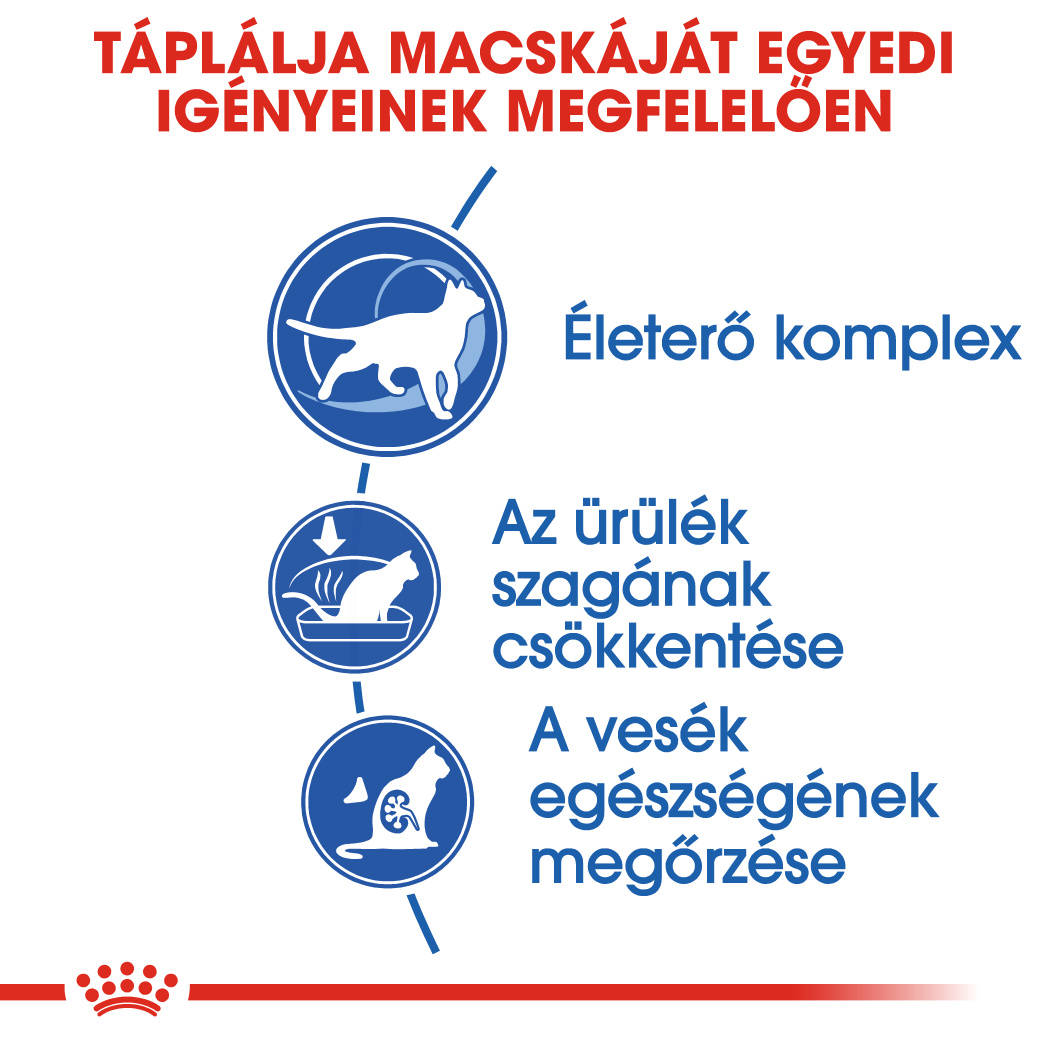 TÁPLÁLJA MACSKÁJÁT EGYEDI
IGÉNYEINEK MEGFELELŐEN
Életerő komplex
Az ürülék
szagának
csökkentése
A vesék
egészségének
megőrzése